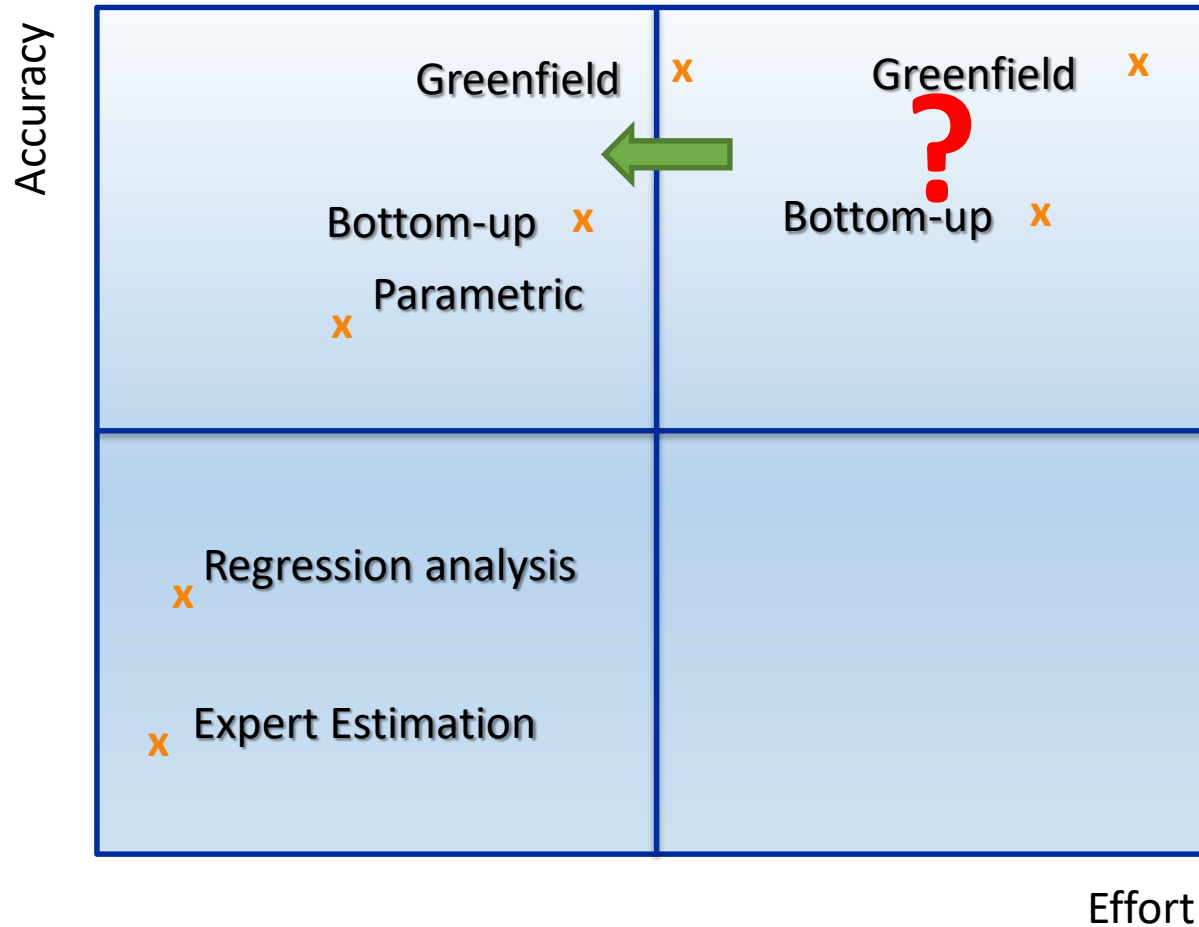 Accuracy
Greenfield x
Greenfield x
?
Bottom-up x
Bottom-up x
Parametric
x
Regression analysis
x
Expert Estimation
x
Effort